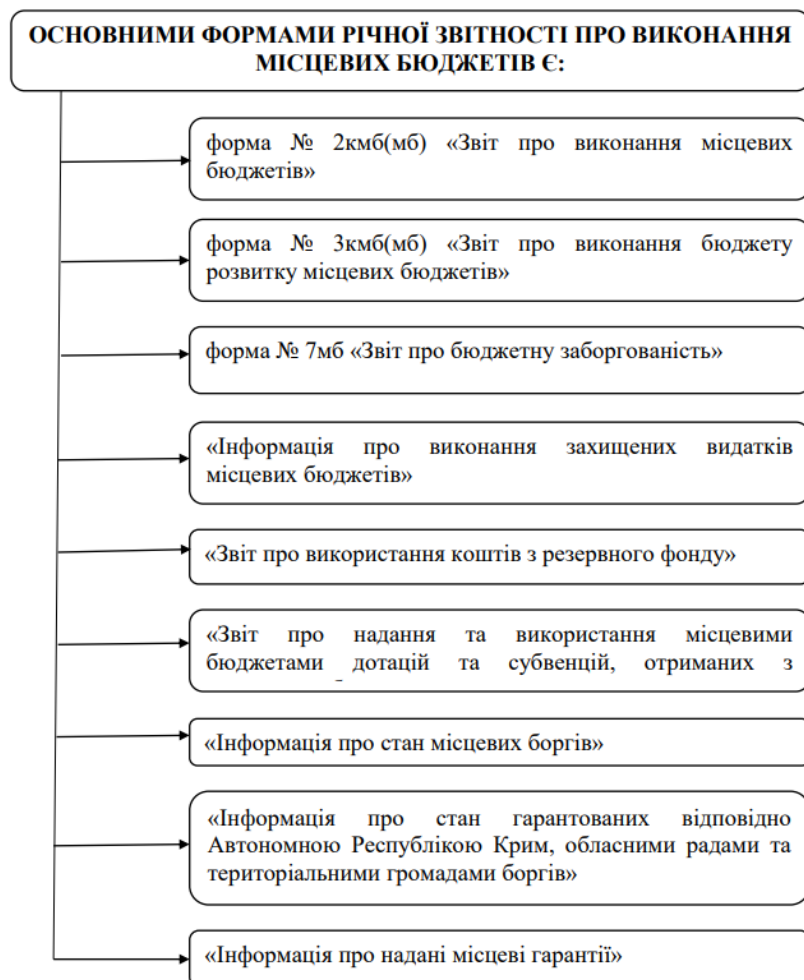 ОСНОВНИМИ ФОРМАМИ РІЧНОЇ ЗВІТНОСТІ ПРО ВИКОНАННЯ
МІСЦЕВИХ БЮДЖЕТІВ Є:
форма № 2кмб(мб) «Звіт про виконання місцевих
бюджетів»
форма № 3кмб(мб) «Звіт про виконання бюджету
розвитку місцевих бюджетів»
форма № 7мб «Звіт про бюджетну заборгованість»
«Інформація про виконання захищених видатків
місцевих бюджетів»
«Звіт про використання коштів з резервного фонду»
«Звіт про надання та використання місцевими
бюджетами дотацій та субвенцій, отриманих з
«Інформація про стан місцевих боргів»
«Інформація про стан гарантованих відповідно
Автономною Республікою Крим, обласними радами та
територіальними громадами боргів»
«Інформація про надані місцеві гарантії»